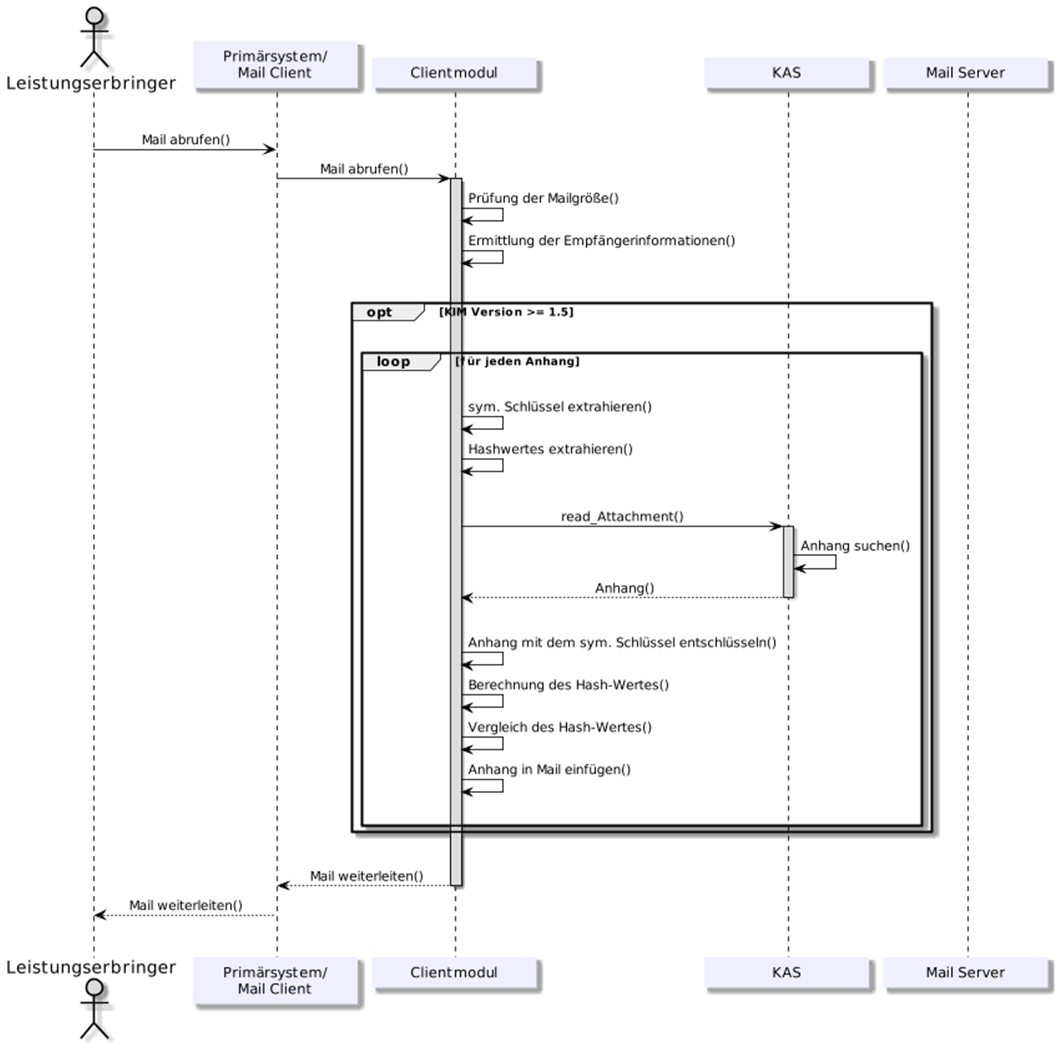 Leistungserbringer
Primärsystem/
Mail Client
Clientmodul
KAS
Mail Server
Mail abrufen()
Mail abrufen()
Prüfung der Mailgröße()
Ermittlung der Empfängerinformationen()
opt [KIM Version >= 1.5]
loop [für jeden Anhang]
sym. Schlüssel extrahieren()
Hashwertes extrahieren()
read_Attachment()
Anhang suchen()
Anhang()
Anhang mit dem sym. Schlüssel entschlüsseln()
Berechnung des Hash-Wertes()
Vergleich des Hash-Wertes()
Anhang in Mail einfügen()
Mail weiterleiten()
Mail weiterleiten()
Leistungserbringer
Primärsystem/
Mail Client
Clientmodul
KAS
Mail Server